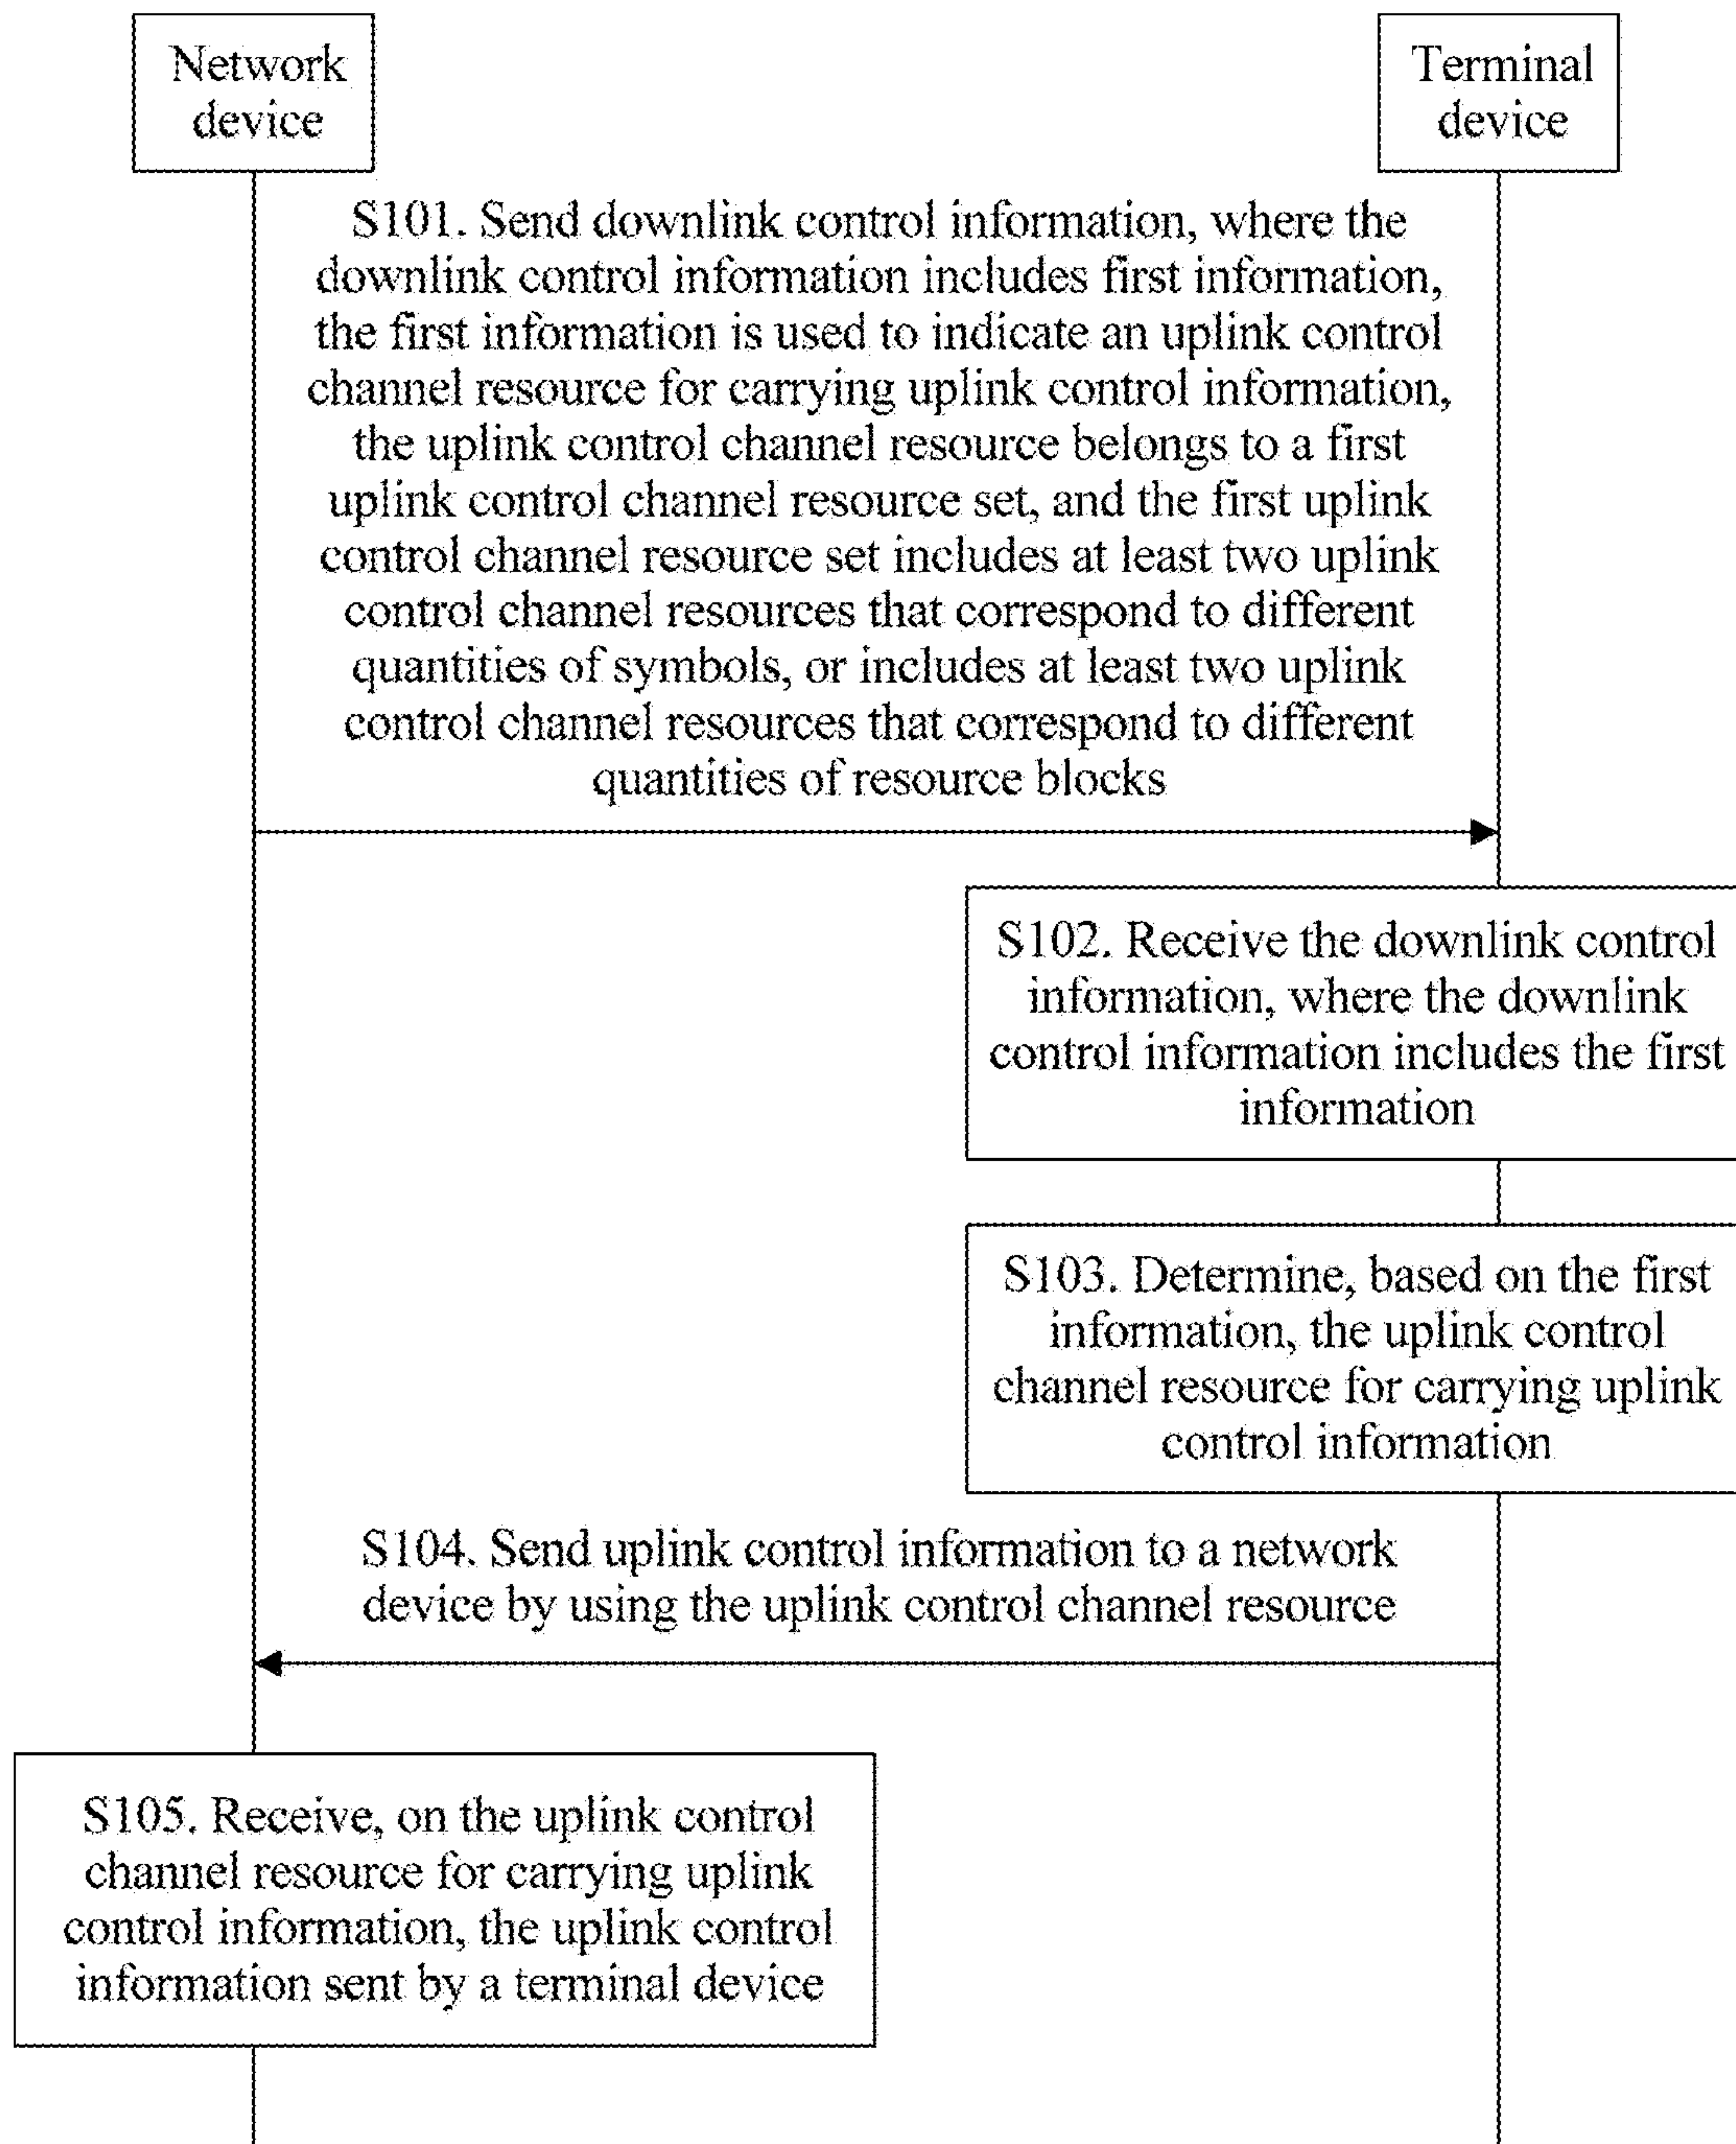 Network
device
Terminal
device
S101. Send downlink control information, where the
downlink control information includes first information,
the first information is used to indicate an uplink control
channel resource for carrying uplink control information,
the uplink control channel resource belongs to a first
uplink control channel resource set, and the first uplink
control channel resource set includes at least two uplink
control channel resources that correspond to different
quantities of symbols, or includes at least two uplink
control channel resources that correspond to different
quantities of resource blocks
S102. Receive the downlink control
information, where the downlink
control information includes the first
information
S103. Determine, based on the first
information, the uplink control
channel resource for carrying uplink
control information
S104. Send uplink control information to a network
device by using the uplink control channel resource
S105. Receive, on the uplink control
channel resource for carrying uplink
control information, the uplink control
information sent by a terminal device